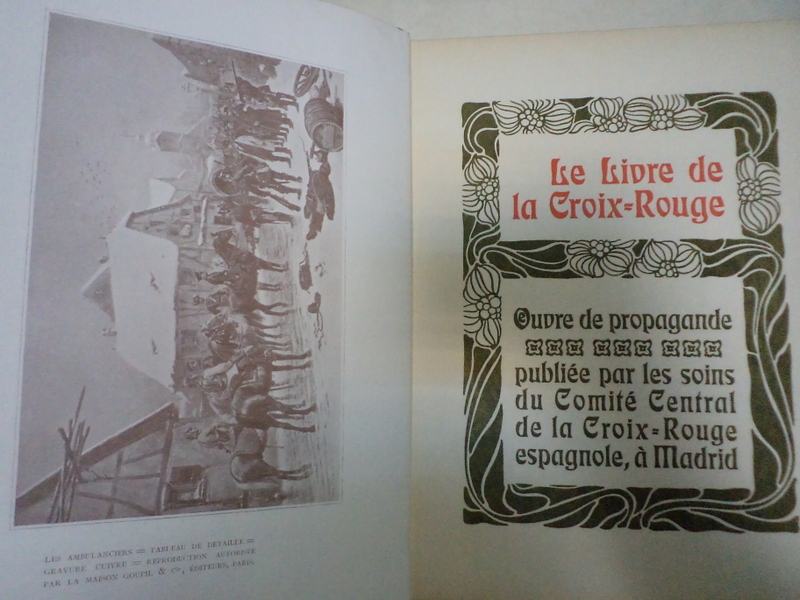 LES AMBULANCIERS = TABLEAU DE DETAILLE =
GRAVURE CUIVRE = REPRODUCTION AUTORISÉE
PAR LA MAISON GOUPIL & Cie, ÉDITEURS, PARIS.
Le Livre de
la Croix=Rouge
Œuvre de propagande
publiée par les soins
du Comité Central
de la Croix=Rouge
espagnole, à Madrid